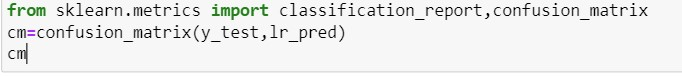 from sklearn.metrics import classification_report,confusion_matrix
cm=confusion_matrix(y_test,lr_pred)
cm